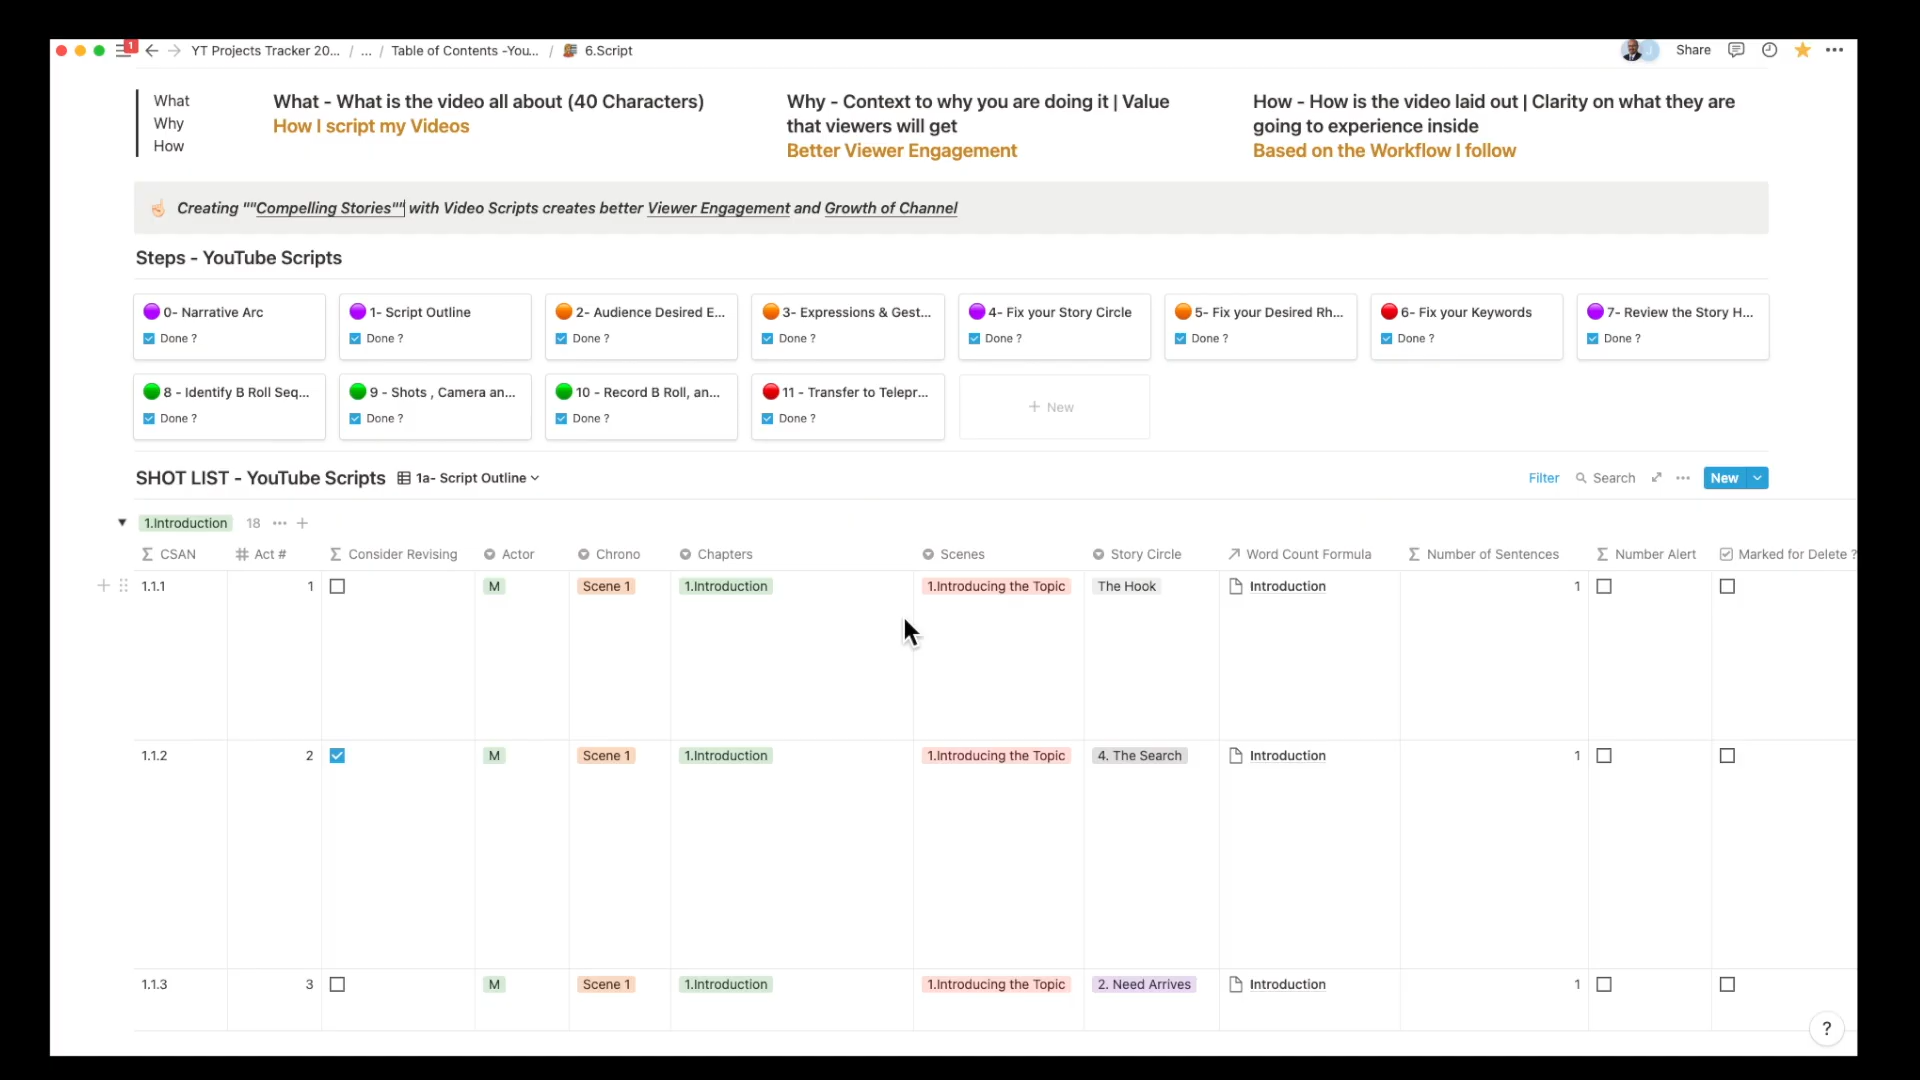 1
YT Projects Tracker 20... / ... / Table of Contents -You... / 6.Script
Share
What
Why
How
What - What is the video all about (40 Characters)
How I script my Videos
Why - Context to why you are doing it | Value
that viewers will get
Better Viewer Engagement
How - How is the video laid out | Clarity on what they are
going to experience inside
Based on the Workflow I follow
Creating ""Compelling Stories"" with Video Scripts creates better Viewer Engagement and Growth of Channel
Steps - YouTube Scripts
0- Narrative Arc
Done ?
1- Script Outline
Done ?
2- Audience Desired E...
Done ?
3- Expressions & Gest...
Done ?
4- Fix your Story Circle
Done ?
5- Fix your Desired Rh...
Done ?
6- Fix your Keywords
Done ?
7- Review the Story H...
Done ?
8 - Identify B Roll Seq...
Done ?
9 - Shots , Camera an...
Done ?
10 - Record B Roll, an...
Done ?
11 - Transfer to Telepr...
Done ?
+ New
SHOT LIST - YouTube Scripts 1a- Script Outline
Filter Search ... New
1.Introduction 18 ... +
CSAN Act # Consider Revising Actor Chrono Chapters Scenes Story Circle Word Count Formula Number of Sentences Number Alert Marked for Delete ?
1.1.1 1 M Scene 1 1.Introduction 1.Introducing the Topic The Hook Introduction 1
1.1.2 2 M Scene 1 1.Introduction 1.Introducing the Topic 4. The Search Introduction 1
1.1.3 3 M Scene 1 1.Introduction 1.Introducing the Topic 2. Need Arrives Introduction 1
?